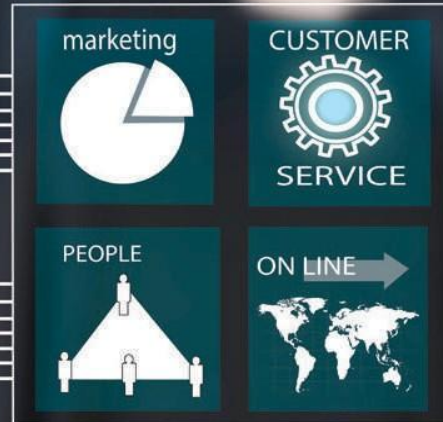 marketing
CUSTOMER
SERVICE
PEOPLE
ON LINE